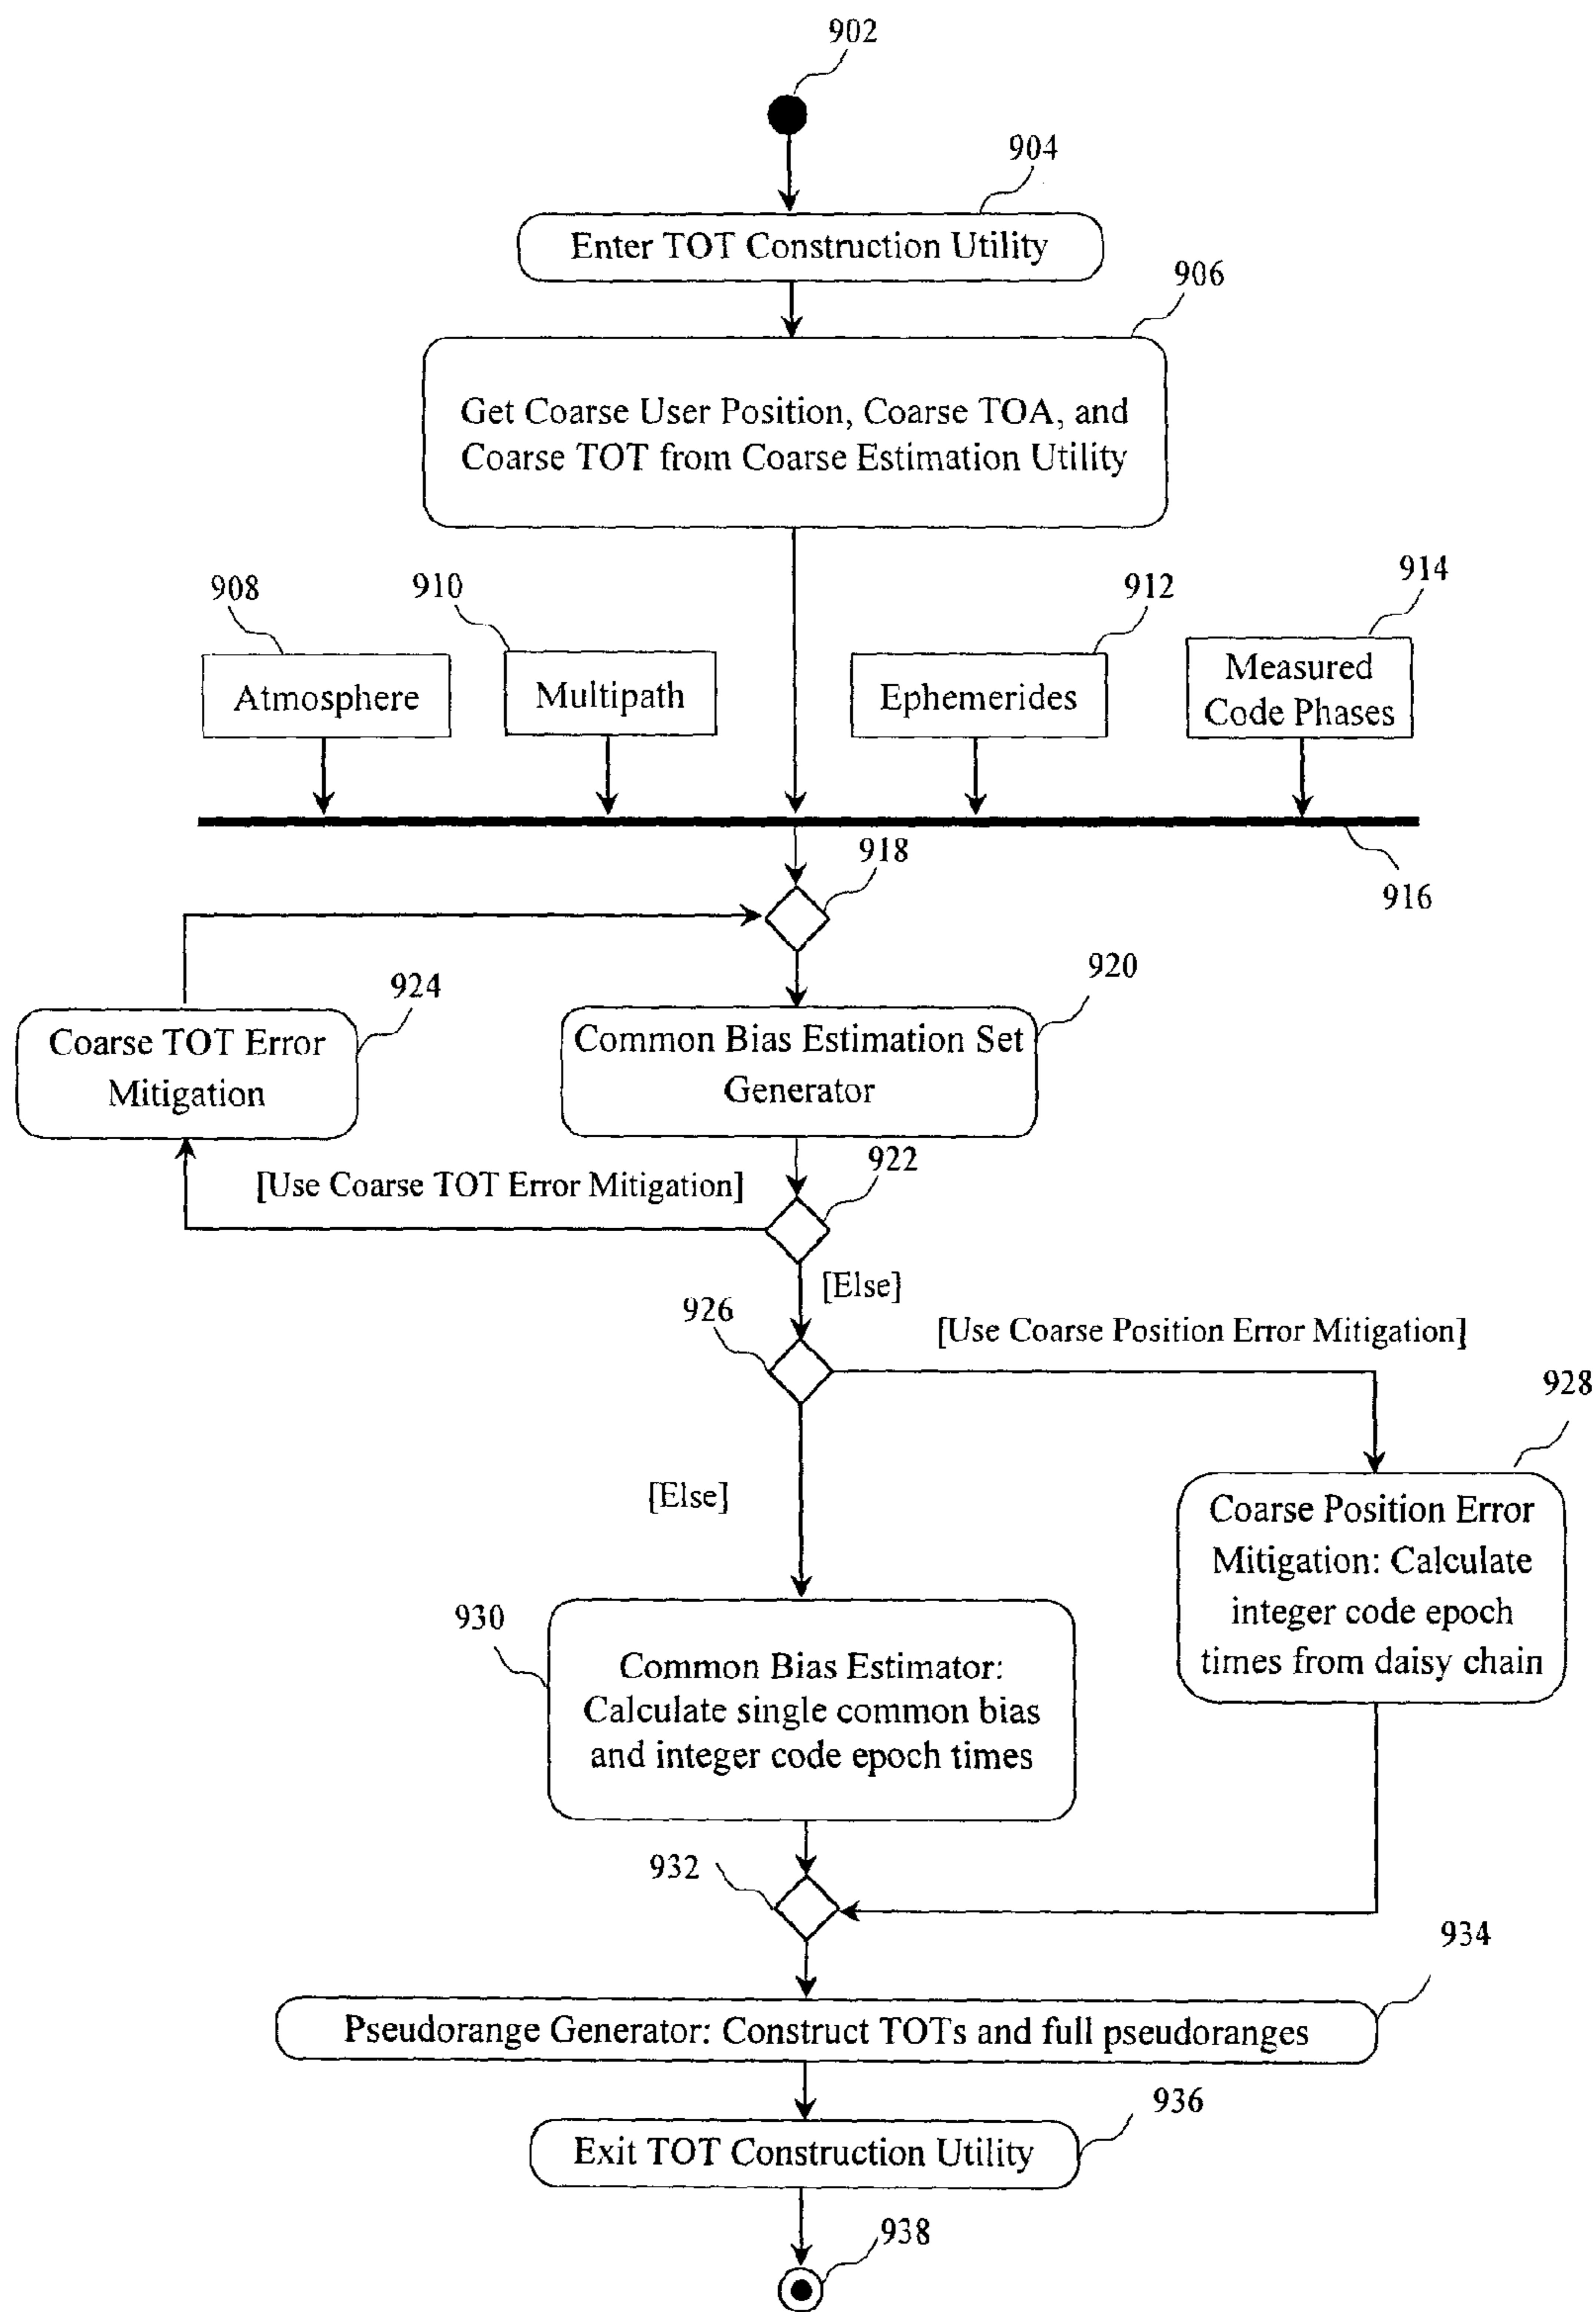 902
904
Enter TOT Construction Utility
906
Get Coarse User Position, Coarse TOA, and
Coarse TOT from Coarse Estimation Utility
908
910
912
914
Atmosphere
Multipath
Ephemerides
Measured
Code Phases
916
918
920
924
Coarse TOT Error
Mitigation
Common Bias Estimation Set
Generator
922
[Use Coarse TOT Error Mitigation]
[Else]
926
[Use Coarse Position Error Mitigation]
928
[Else]
Coarse Position Error
Mitigation: Calculate
integer code epoch
times from daisy chain
930
Common Bias Estimator:
Calculate single common bias
and integer code epoch times
932
934
Pseudorange Generator: Construct TOTs and full pseudoranges
936
Exit TOT Construction Utility
938